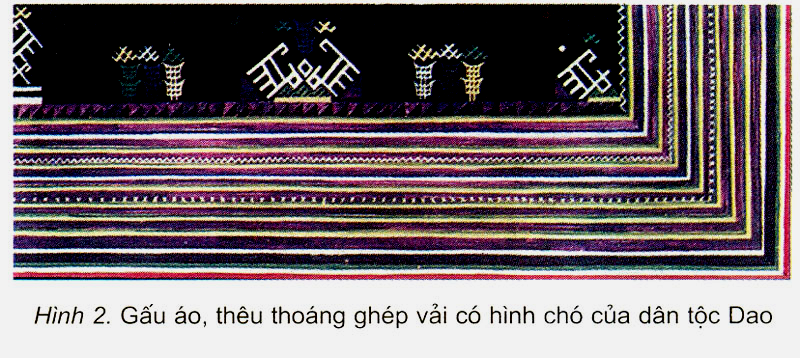 Hình 2. Gấu áo, thêu thoáng ghép vải có hình chó của dân tộc Dao